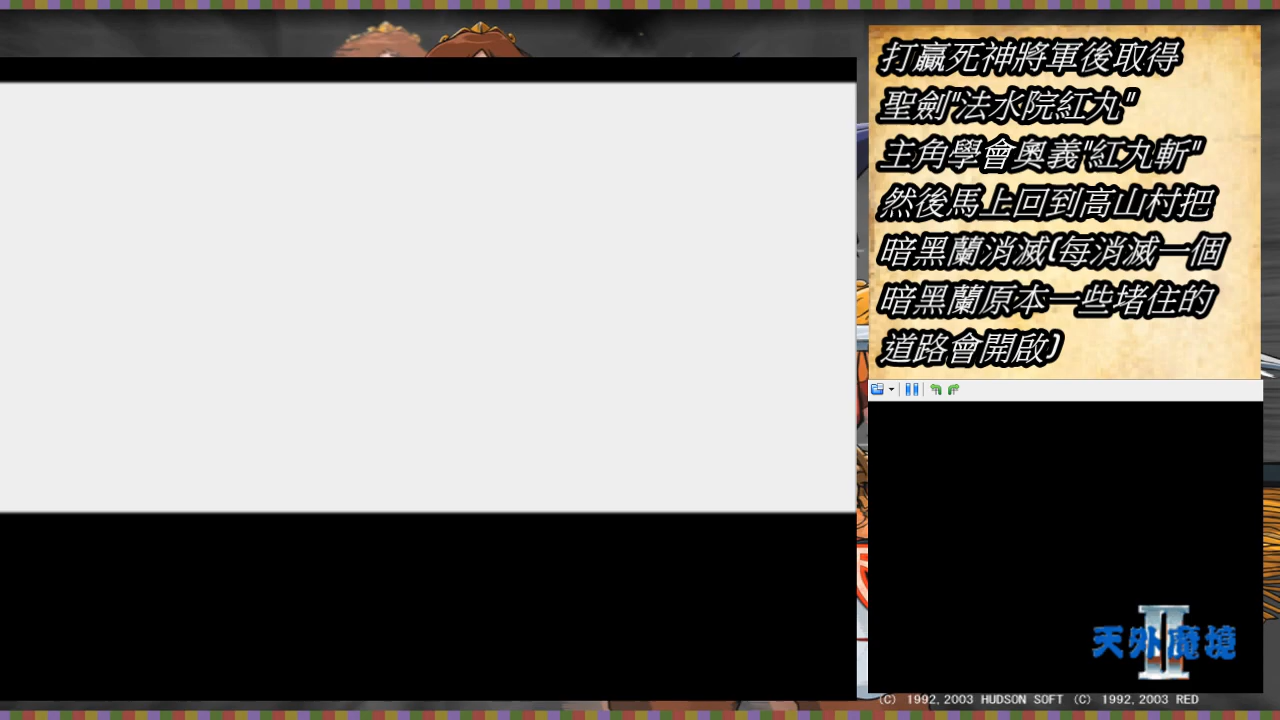 打贏死神將軍後取得
聖劍"法水院紅丸"
主角學會奧義"紅丸斬"
然後馬上回到高山村把
暗黑蘭消滅(每消滅一個
暗黑蘭原本一些堵住的
道路會開啟)
天外魔境
II
(C) 1992,2003 HUDSON SOFT (C) 1992,2003 RED